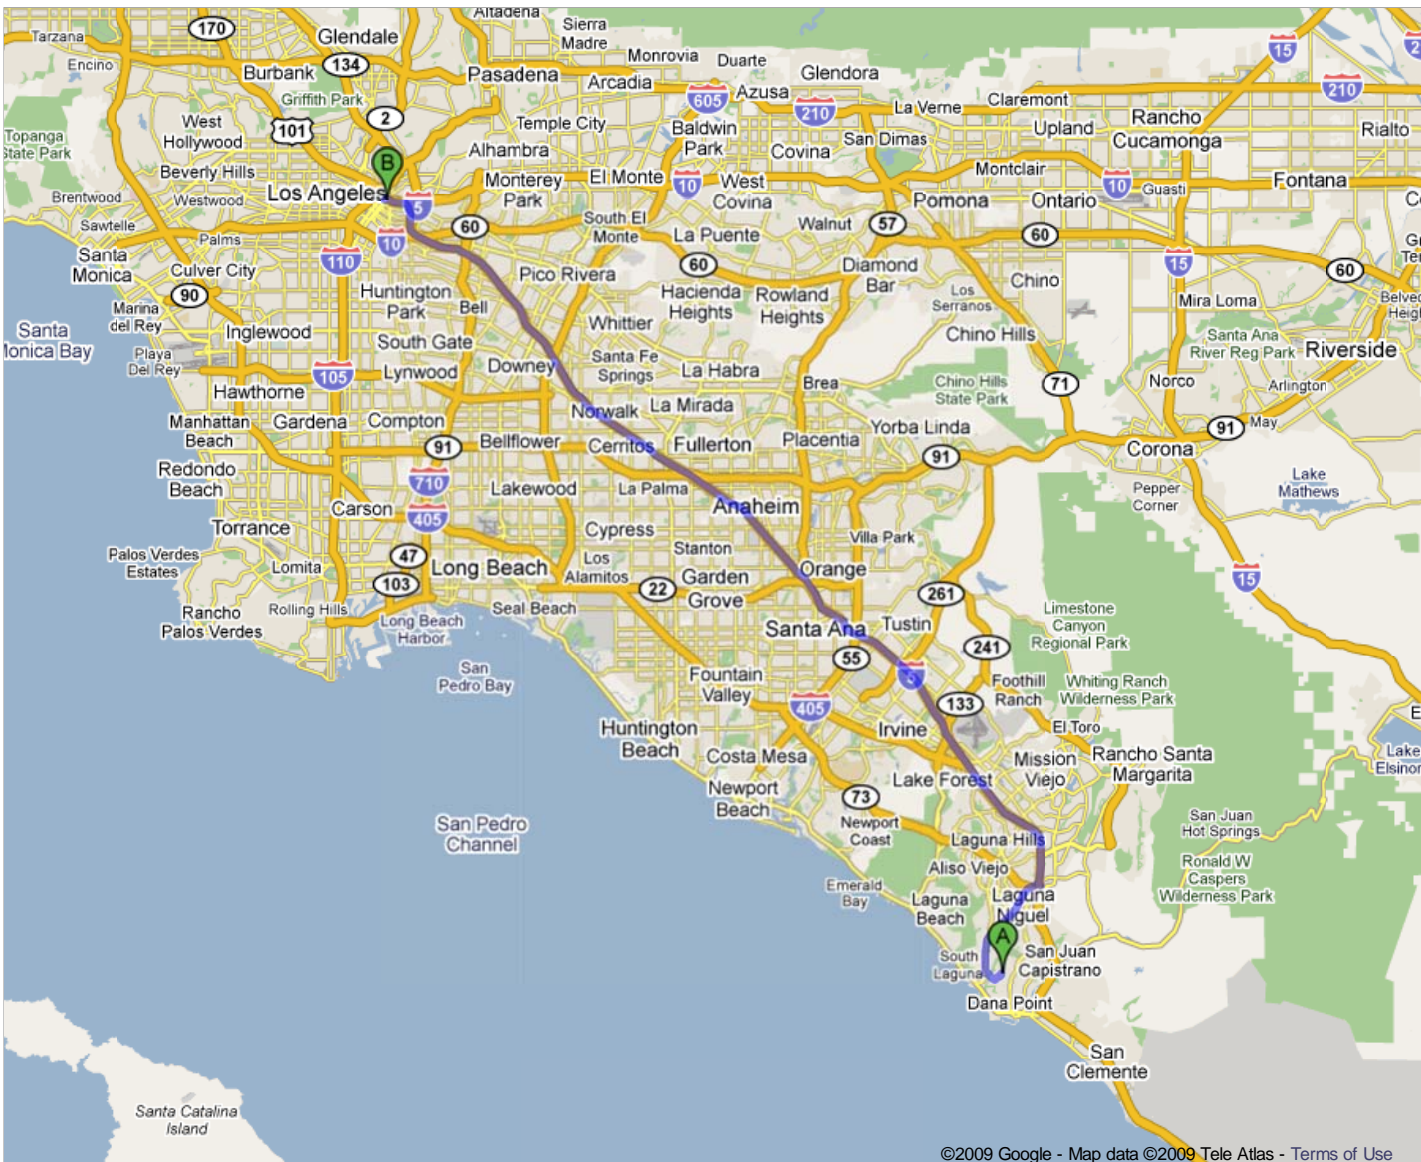 Altadena
170
Sierra
Madre
Tarzana
Glendale
15
Monrovia
Duarte
Encino
134
Burbank
Pasadena
Arcadia
Glendora
210
Griffith Park
605
Azusa
210
La Verne
Claremont
2
West
Hollywood
101
Temple City
Baldwin
Park
Upland
Rancho
Cucamonga
Rialto
Topanga
State Park
San Dimas
Alhambra
Covina
B
Beverly Hills
Montclair
Monterey
Park
El Monte
10
West
Covina
10
Guasti
Fontana
Brentwood
Westwood
Los Angeles
5
Pomona
Ontario
Sawtelle
60
South El
Monte
La Puente
Walnut
57
60
Palms
10
Santa
Monica
110
60
Diamond
Bar
15
60
Culver City
Pico Rivera
Chino
90
Huntington
Park
Bell
Hacienda
Heights
Rowland
Heights
Los
Serranos
Mira Loma
Marina
del Rey
Inglewood
Whittier
Chino Hills
Santa Ana
River Reg Park
Riverside
Santa
Monica Bay
South Gate
Playa
Del Rey
105
Lynwood
Downey
Santa Fe
Springs
La Habra
Brea
Chino Hills
State Park
71
Norco
Arlington
Hawthorne
Norwalk
La Mirada
Manhattan
Beach
Gardena
Compton
Yorba Linda
91
May
91
Bellflower
Cerritos
Fullerton
Placentia
91
Corona
Redondo
Beach
710
Lakewood
La Palma
Lake
Mathews
Pepper
Corner
Carson
405
Anaheim
Torrance
Cypress
Villa Park
Palos Verdes
Estates
47
Stanton
Lomita
Long Beach
Los
Alamitos
Orange
15
103
22
Garden
Grove
261
Rancho
Palos Verdes
Rolling Hills
Long Beach
Harbor
Seal Beach
Santa Ana
Tustin
Limestone
Canyon
Regional Park
241
55
San
Pedro Bay
Fountain
Valley
5
Foothill
Ranch
Whiting Ranch
Wilderness Park
405
133
Huntington
Beach
Irvine
El Toro
Costa Mesa
Mission
Viejo
Rancho Santa
Margarita
Lake Forest
Newport
Beach
73
San Pedro
Channel
Newport
Coast
San Juan
Hot Springs
Laguna Hills
Aliso Viejo
Ronald W
Caspers
Wilderness Park
Emerald
Bay
Laguna
Beach
Laguna
Niguel
A
South
Laguna
San Juan
Capistrano
Dana Point
San
Clemente
Santa Catalina
Island
©2009 Google - Map data ©2009 Tele Atlas - Terms of Use